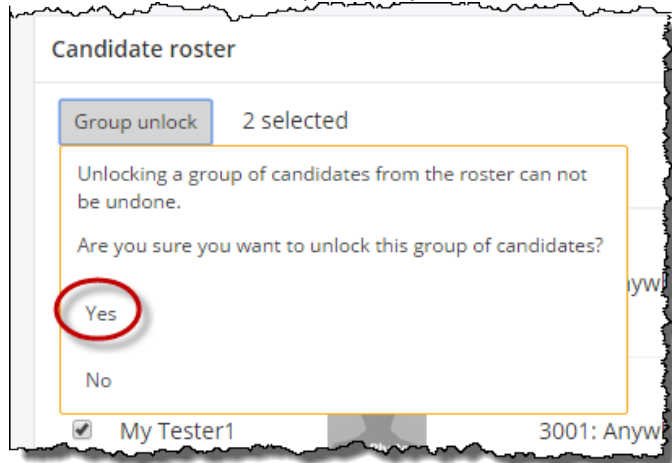 Candidate roster
Group unlock 2 selected
Unlocking a group of candidates from the roster can not
be undone.
Are you sure you want to unlock this group of candidates?
Yes
No
My Tester1 3001: Anyw